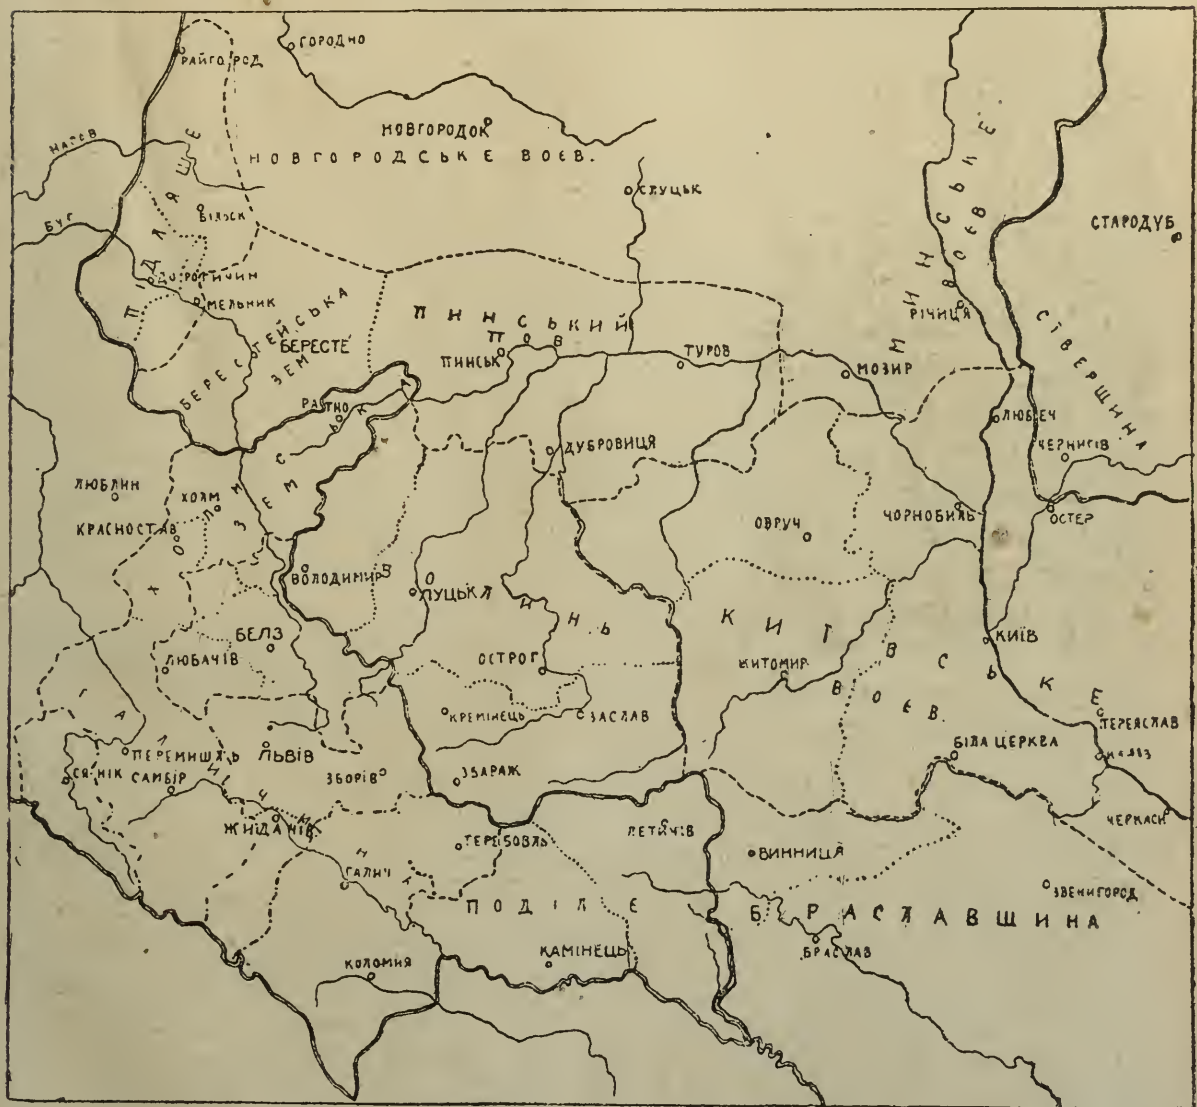 ГОРОДНО
РАЙГОРОД
НОВГОРОДОК
НОВГОРОДСЬКЕ ВОЄВ.
НАРЕВ
СЛУЦЬК
БІЛЬСК
БУГ
СТАРОДУБ
ПІДЛЯШЕ
ДОРОГИЧИН
МЕЛЬНИК
МИНСЬКЕ ВОЄВ
РІЧИЦЯ
СЇВЕРЩИНА
ПИНСЬКИЙ
ПОВ
БЕРЕСТЕЙСЬКА
ЗЕМ
БЕРЕСТЕ
ПИНСЬК
ТУРОВ
МОЗИР
РАТНО
ЛЮБЕЧ
ДУБРОВИЦЯ
ЧЕРНИГІВ
ЛЮБЛИН
ХОЛМ
ХОЛМСЬКА
ЗЕМ
КРАСНОСТАВ
ОВРУЧ
ЧОРНОБИЛЬ
ОСТЕР
ВОЛОДИМИР
ЛУЦЬК
ВОЛИНЬ
БЕЛЗ
КИЇВ
КИЇВСЬКЕ
ВОЄВ.
ЛЮБАЧІВ
ОСТРОГ
ЖИТОМИР
КРЕМІНЕЦЬ
ЗАСЛАВ
ПЕРЕЯСЛАВ
ГАЛИЧИНА
ПЕРЕМИШЛЬ
ЛЬВІВ
БІЛА ЦЕРКВА
СЯНІК
САМБІР
ЗБОРІВ
ЗБАРАЖ
ЖИДАЧІВ
ЧЕРКАСИ
ЛЕТИЧІВ
ТЕРЕБОВЛЬ
ВИННИЦЯ
ГАЛИЧ
ЗВЕНИГОРОД
ПОДІЛЄ
БРАСЛАВЩИНА
КАМІНЕЦЬ
БРАСЛАВ
КОЛОМИЯ